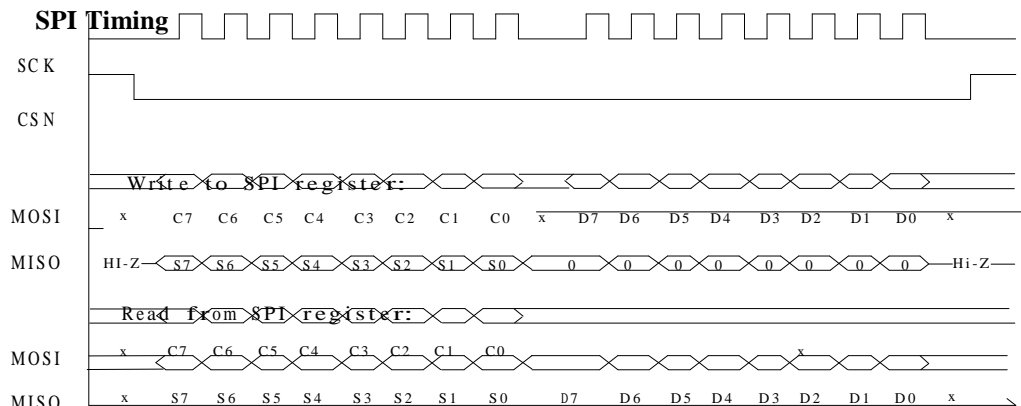 SPI Timing
SCK
CSN
Write to SPI register:
MOSI x C7 C6 C5 C4 C3 C2 C1 C0 x D7 D6 D5 D4 D3 D2 D1 D0 x
MISO HI-Z S7 S6 S5 S4 S3 S2 S1 S0 0 0 0 0 0 0 0 0 Hi-Z
Read from SPI register:
MOSI x C7 C6 C5 C4 C3 C2 C1 C0 x
MISO x S7 S6 S5 S4 S3 S2 S1 S0 D7 D6 D5 D4 D3 D2 D1 D0 x